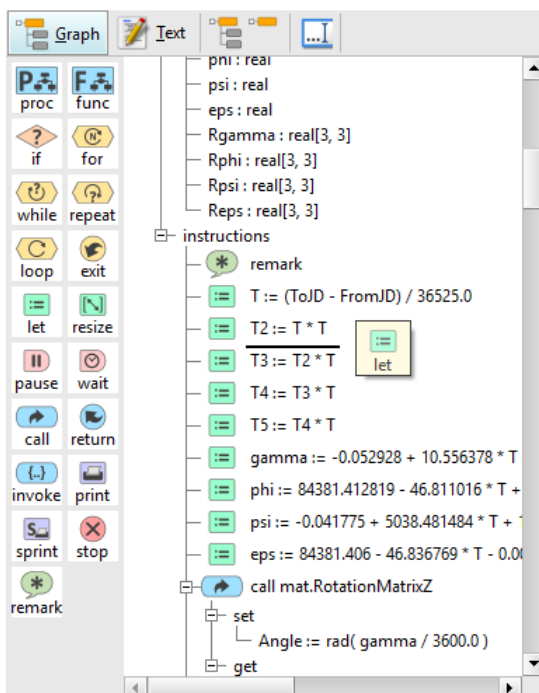 Graph Text
phi : real
psi : real
eps : real
Rgamma : real[3, 3]
Rphi : real[3, 3]
Rpsi : real[3, 3]
Reps : real[3, 3]
instructions
remark
T := (ToJD - FromJD) / 36525.0
T2 := T * T
T3 := T2 * T
T4 := T3 * T
T5 := T4 * T
gamma := -0.052928 + 10.556378 * T
phi := 84381.412819 - 46.811016 * T +
psi := -0.041775 + 5038.481484 * T +
eps := 84381.406 - 46.836769 * T - 0.00
call mat.RotationMatrixZ
set
Angle := rad( gamma / 3600.0 )
get
let
P F
proc func
? N
if for
?
while repeat
loop exit
:=
let resize
pause wait
call return
{..} S
invoke print
sprint stop
*
remark